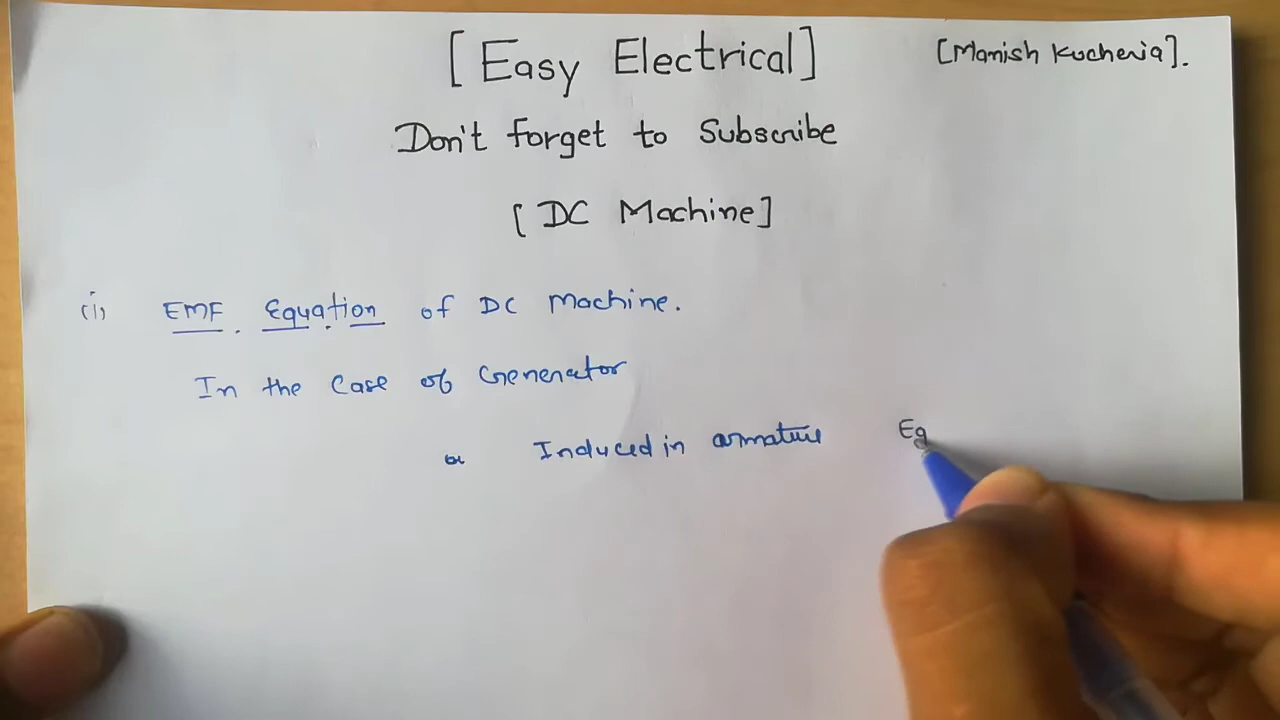 [Easy Electrical]
[Manish Kucheria].
Don't forget to Subscribe
[DC Machine]
(i) EMF Equation of DC Machine.
In the Case of Generator
or Induced in armature Eg